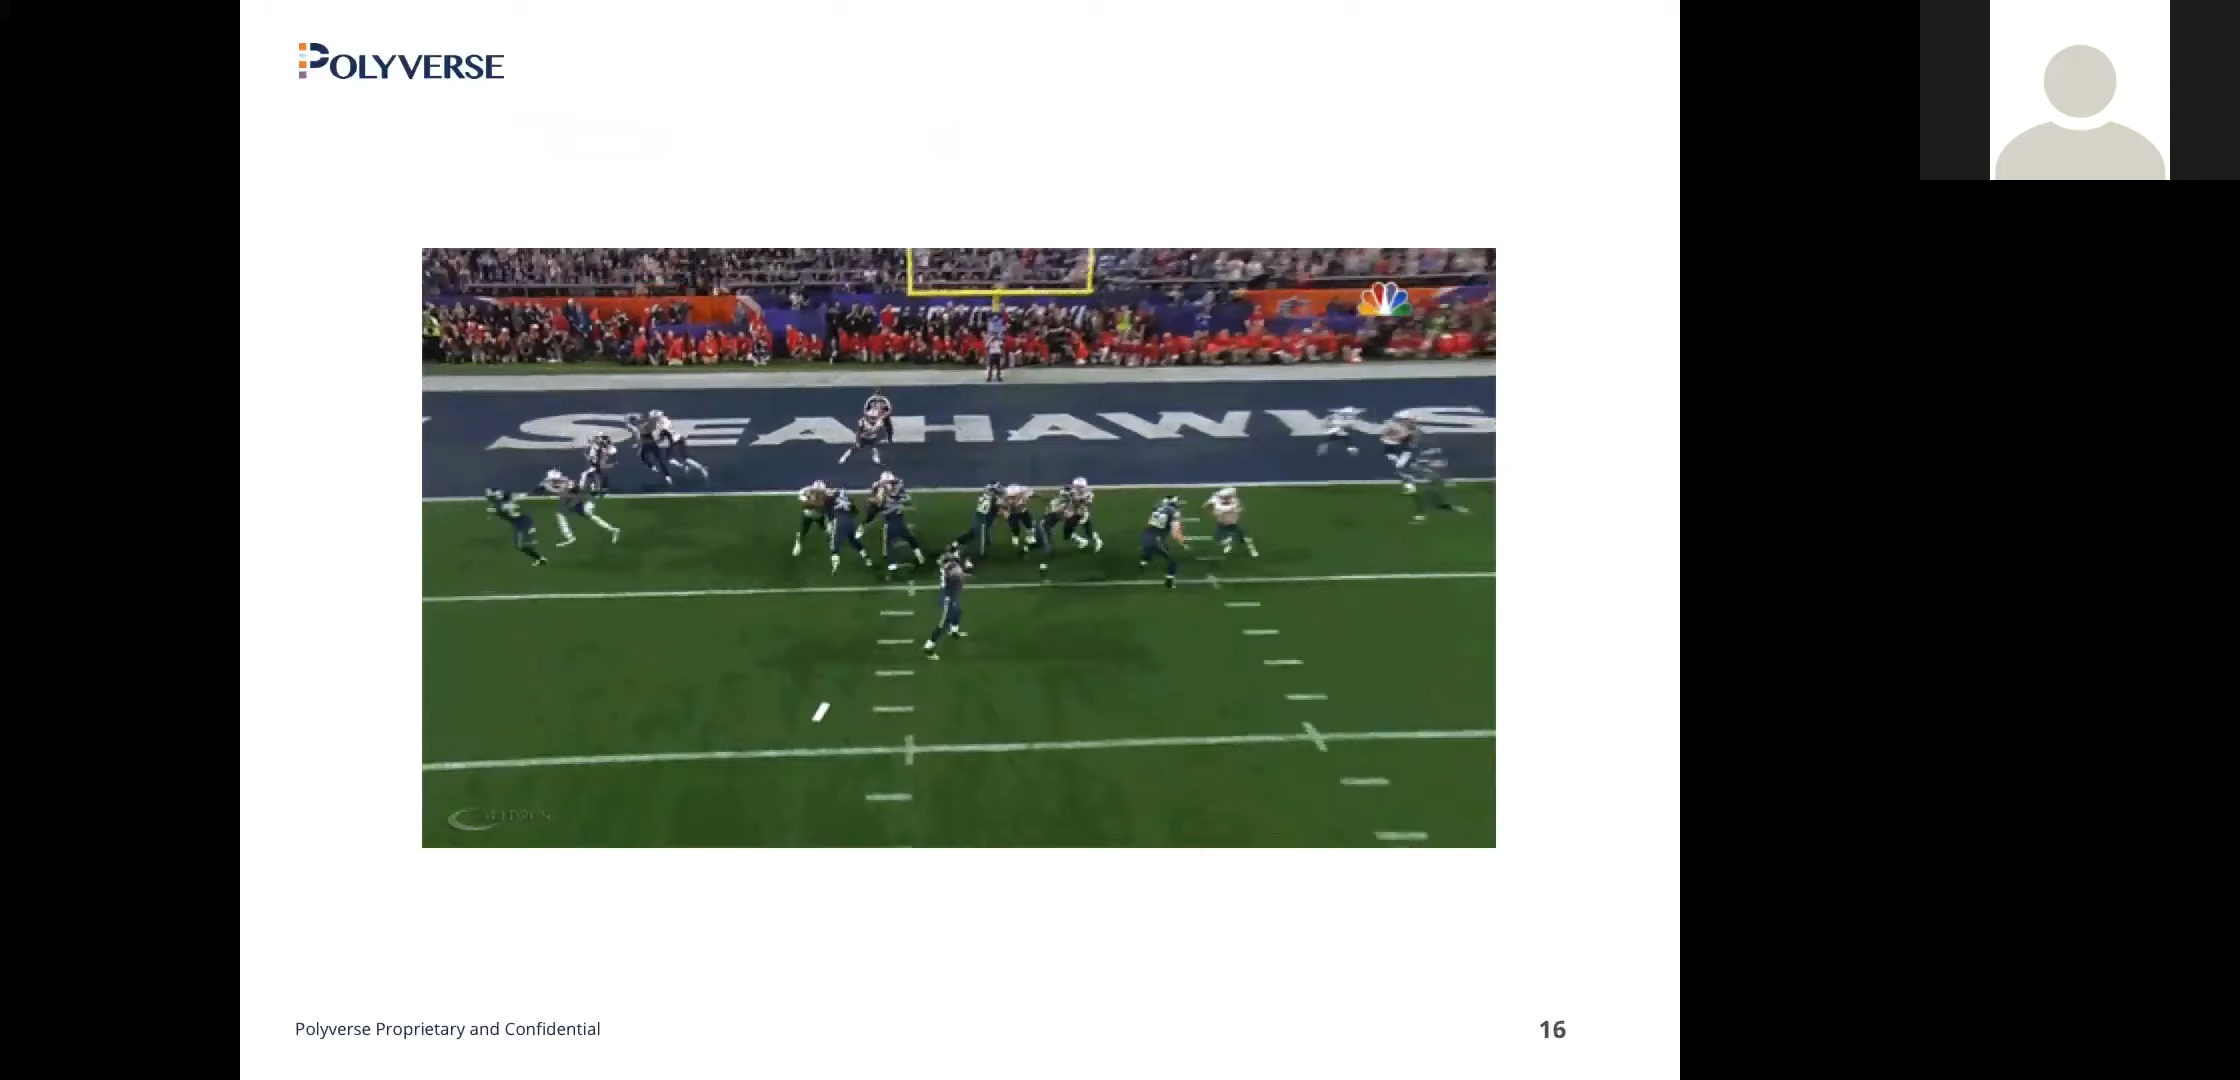 POLYVERSE
SEAHAWKS
Polyverse Proprietary and Confidential
16